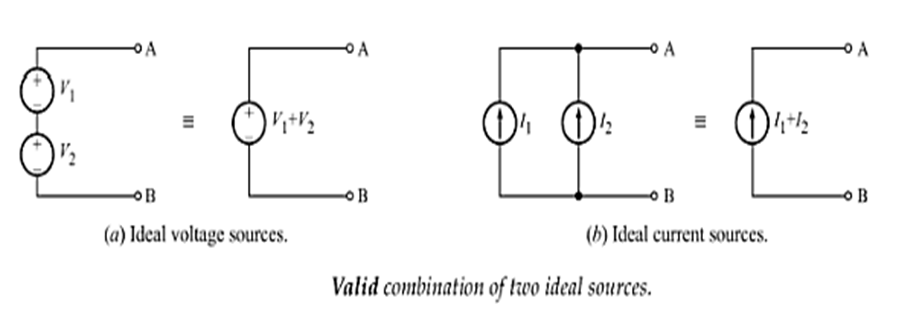 A
+
−
V₁
+
−
V₂
B
≡
A
+
−
V₁+V₂
B
(a) Ideal voltage sources.
A
I₁
I₂
B
≡
A
I₁+I₂
B
(b) Ideal current sources.
Valid combination of two ideal sources.